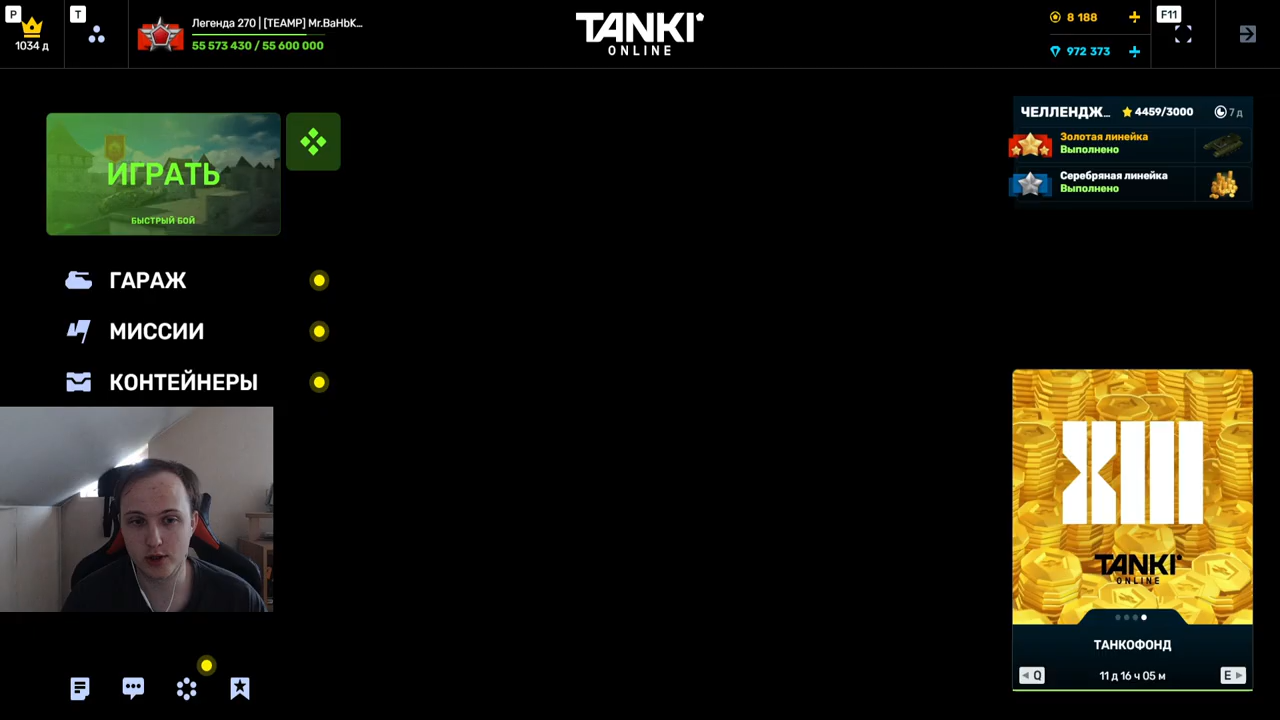 P
1034 д
T
Легенда 270 | [TEAMP] Mr.BaHbK...
55 573 430 / 55 600 000
TANKI
ONLINE
8 188
972 373
F11
ИГРАТЬ
БЫСТРЫЙ БОЙ
ЧЕЛЛЕНДЖ...
4459/3000
7 д
Золотая линейка
Выполнено
Серебряная линейка
Выполнено
ГАРАЖ
МИССИИ
КОНТЕЙНЕРЫ
XIII
TANKI
ONLINE
ТАНКОФОНД
Q
11 д 16 ч 05 м
E